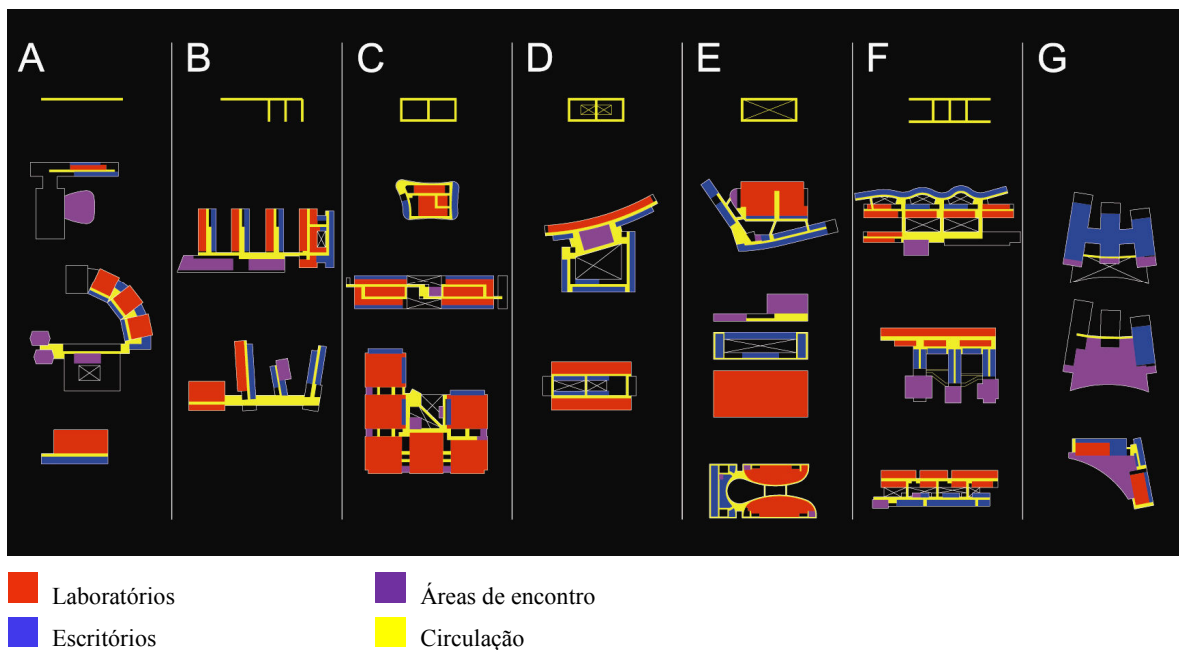 A B C D E F G
Laboratórios Áreas de encontro
Escritórios Circulação